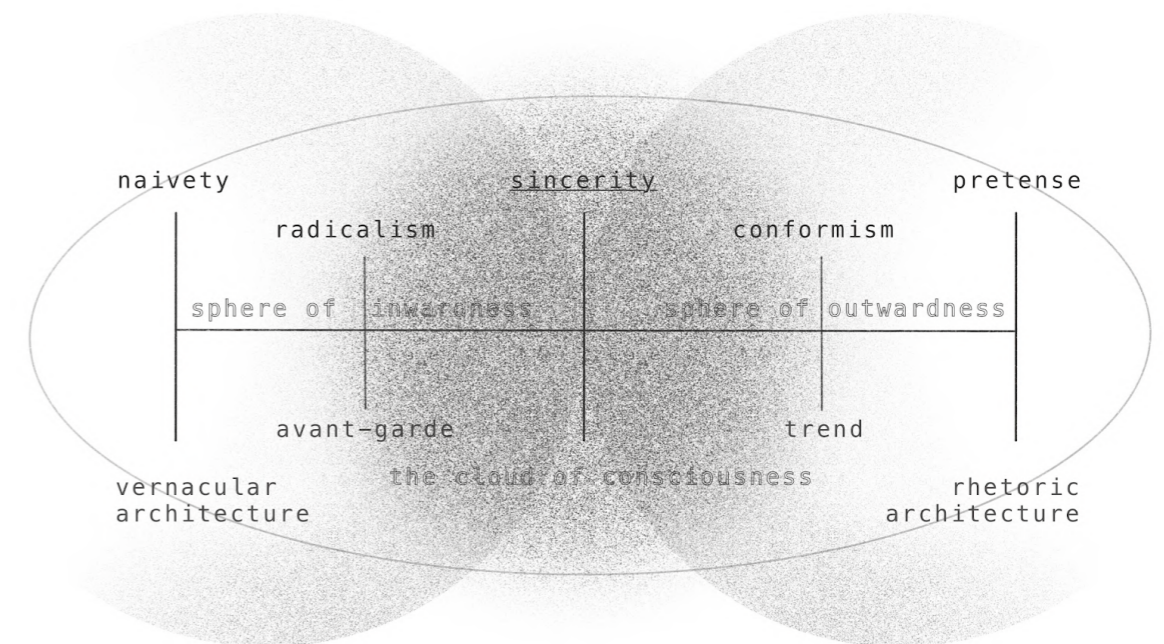 naivety
sincerity
pretense
radicalism
conformism
sphere of inwardness
sphere of outwardness
avant-garde
trend
the cloud of consciousness
vernacular
architecture
rhetoric
architecture